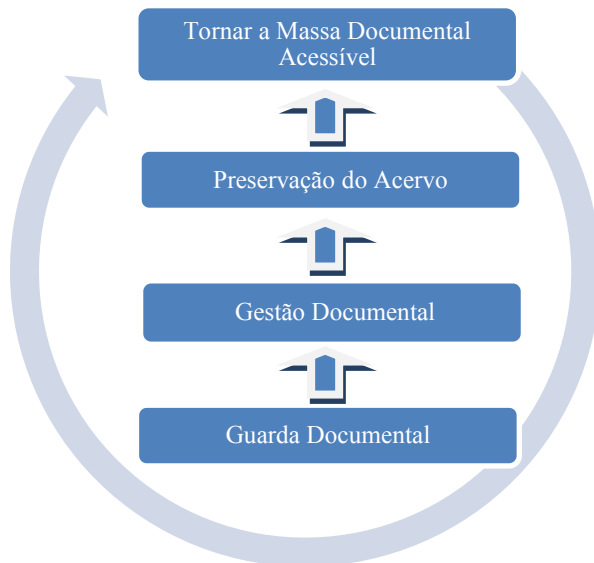 Tornar a Massa Documental
Acessível
Preservação do Acervo
Gestão Documental
Guarda Documental